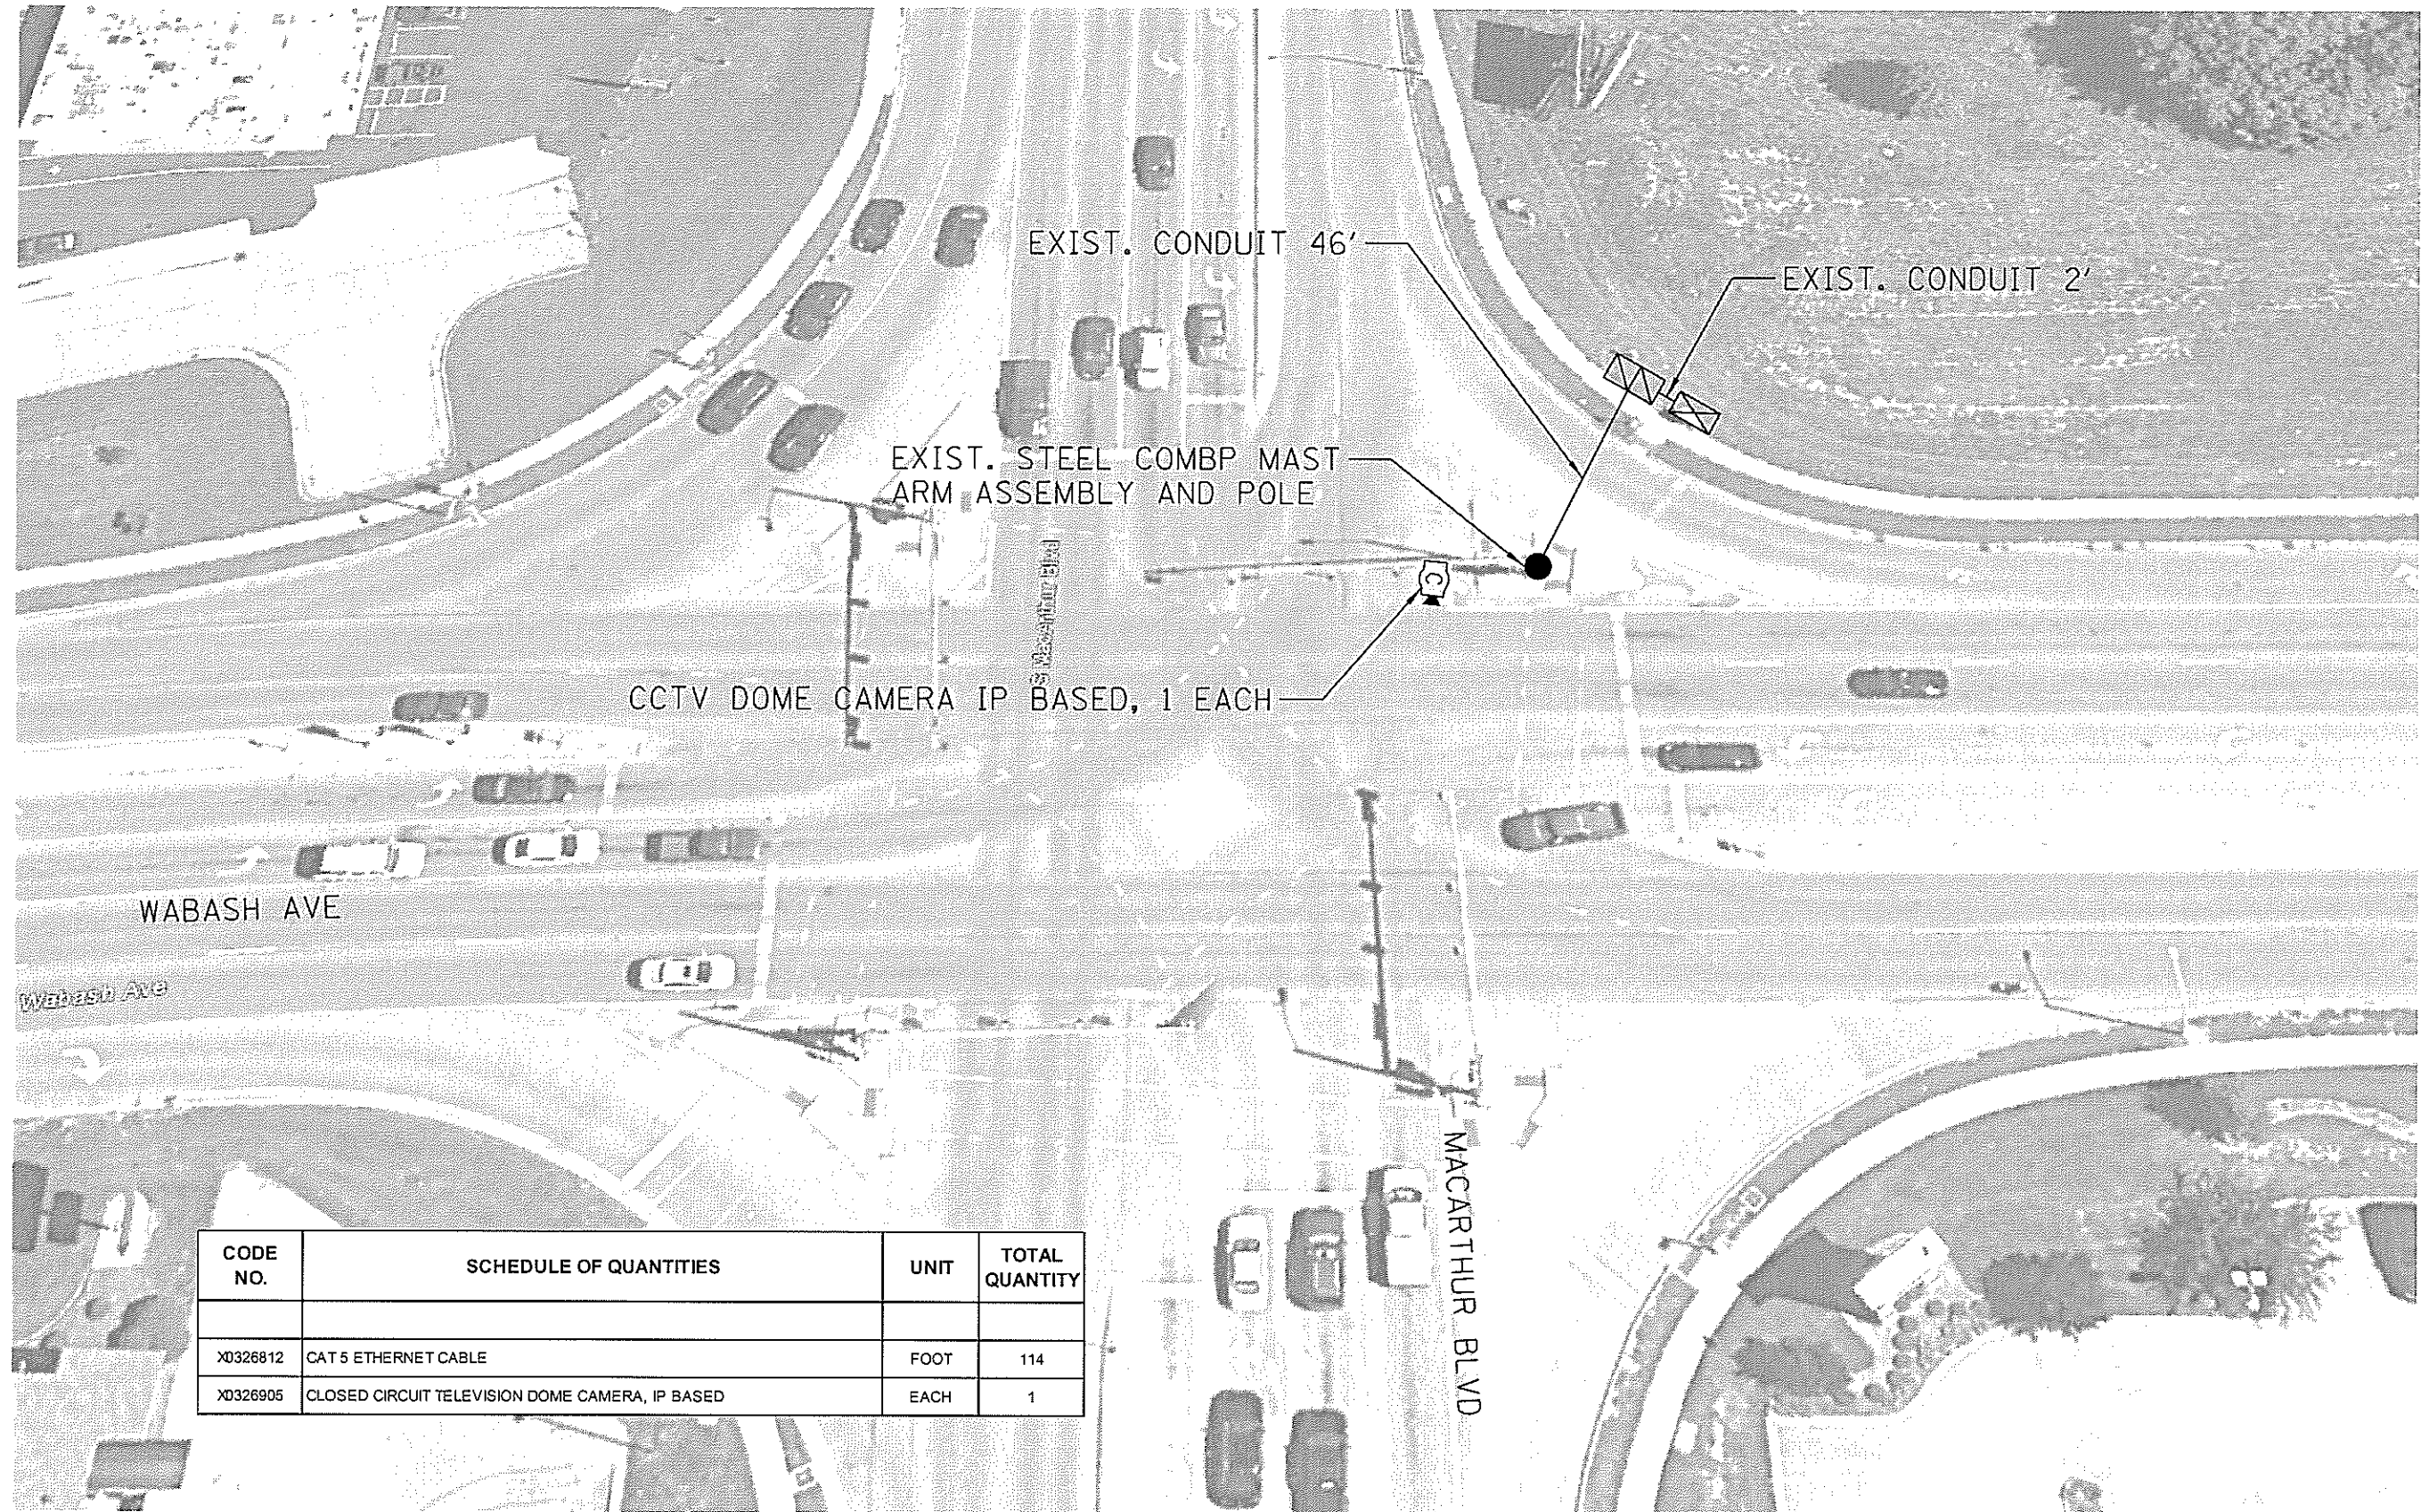 EXIST. CONDUIT 46'
EXIST. CONDUIT 2'
EXIST. STEEL COMBP MAST
ARM ASSEMBLY AND POLE
S MacArthur Blvd
C
CCTV DOME CAMERA IP BASED, 1 EACH
WABASH AVE
Wabash Ave
MACARTHUR BLVD
CODE NO. SCHEDULE OF QUANTITIES UNIT TOTAL QUANTITY
X0326812 CAT 5 ETHERNET CABLE FOOT 114
X0326905 CLOSED CIRCUIT TELEVISION DOME CAMERA, IP BASED EACH 1